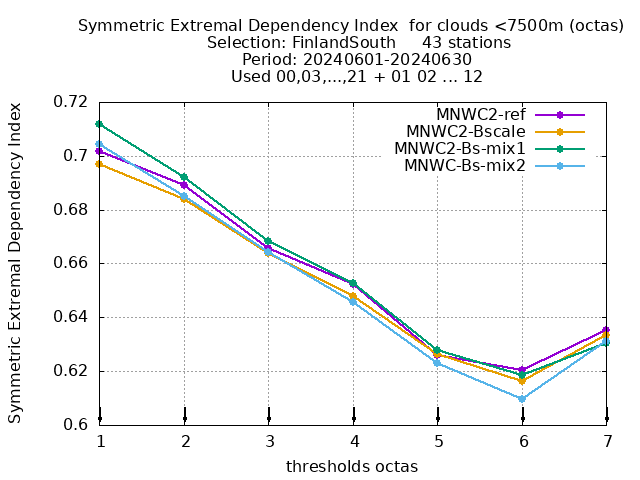 Symmetric Extremal Dependency Index  for clouds <7500m (octas)
Selection: FinlandSouth     43 stations
Period: 20240601-20240630
Used 00,03,...,21 + 01 02 ... 12
MNWC2-ref
MNWC2-Bscale
MNWC2-Bs-mix1
MNWC-Bs-mix2
Symmetric Extremal Dependency Index
0.72
0.7
0.68
0.66
0.64
0.62
0.6
1 2 3 4 5 6 7
thresholds octas